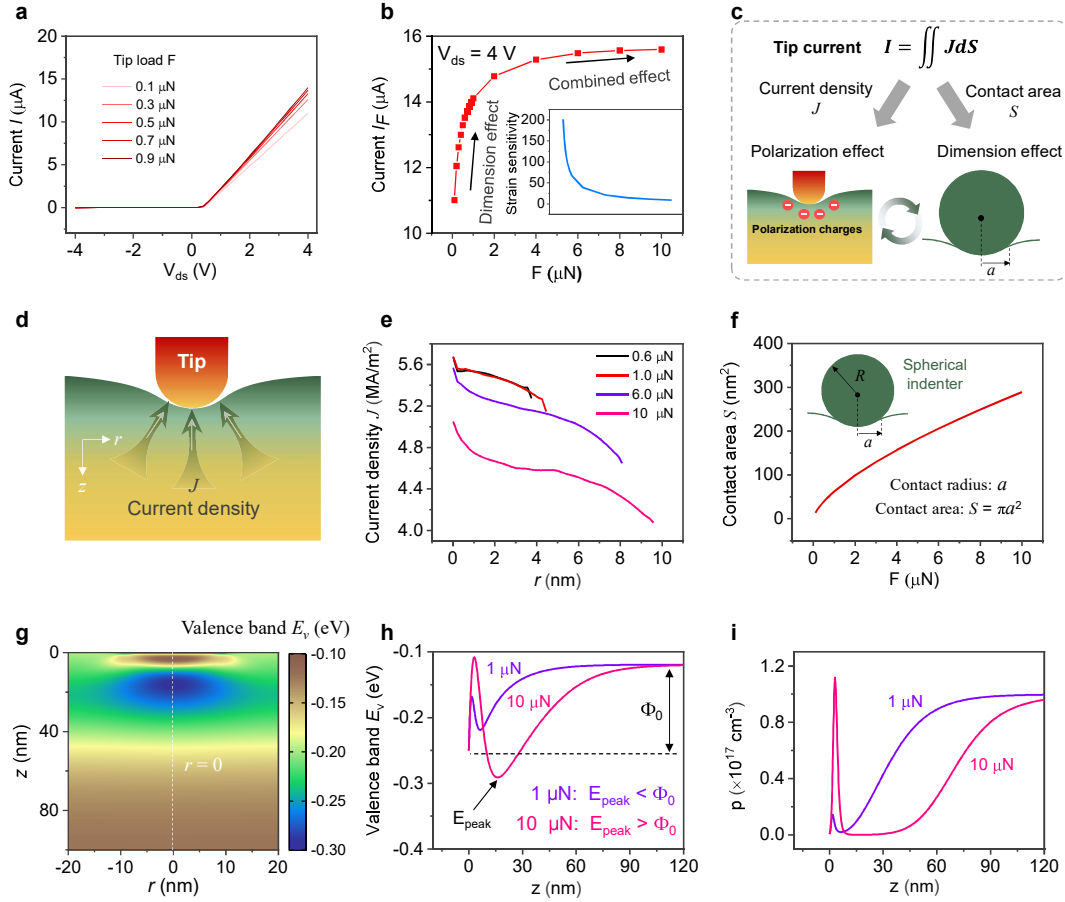 a
20
15
10
5
0
Current I (μA)
Tip load F
0.1 μN
0.3 μN
0.5 μN
0.7 μN
0.9 μN
-4
-2
0
2
4
Vds (V)
b
16
14
12
10
Current IF (μA)
Vds = 4 V
Combined effect
Dimension effect
Strain sensitivity
200
150
100
50
0
0
2
4
6
8
10
F (μN)
c
Tip current I = ∬ JdS
Current density
J
Contact area
S
Polarization effect
Dimension effect
Polarization charges
a
d
Tip
r
z
J
Current density
e
5.6
5.2
4.8
4.4
4.0
Current density J (MA/m²)
0.6 μN
1.0 μN
6.0 μN
10 μN
0
2
4
6
8
10
r (nm)
f
400
300
200
100
0
Contact area S (nm²)
Spherical
indenter
R
a
Contact radius: a
Contact area: S = πa²
0
2
4
6
8
10
F (μN)
g
Valence band Ev (eV)
0
40
80
z (nm)
r = 0
-20
-10
0
10
20
r (nm)
-0.10
-0.15
-0.20
-0.25
-0.30
h
-0.1
-0.2
-0.3
-0.4
Valence band Ev (eV)
1 μN
10 μN
Φ0
Epeak
1 μN: Epeak < Φ0
10 μN: Epeak > Φ0
0
30
60
90
120
z (nm)
i
1.2
0.8
0.4
0.0
p (×10¹⁷ cm⁻³)
1 μN
10 μN
0
30
60
90
120
z (nm)